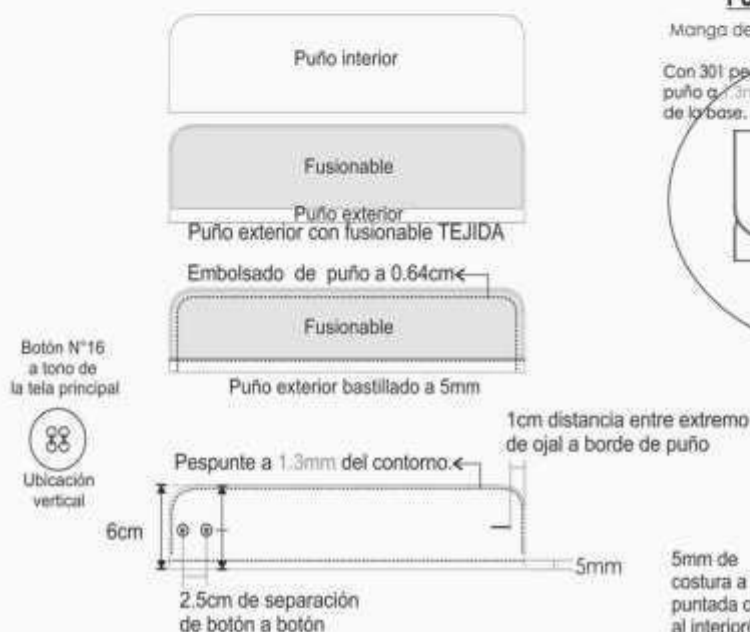 Puño interior
Fusionable
Puño exterior
Puño exterior con fusionable TEJIDA
Embolsado de puño a 0.64cm
Fusionable
Puño exterior bastillado a 5mm
Botón N°16
a tono de
la tela principal
Ubicación
vertical
Pespunte a 1.3mm del contorno.
1cm distancia entre extremo
de ojal a borde de puño
6cm
5mm
2.5cm de separación
de botón a botón
Manga de
Con 301
puño a
de la base.
5mm de
costura a
puntada
al interior